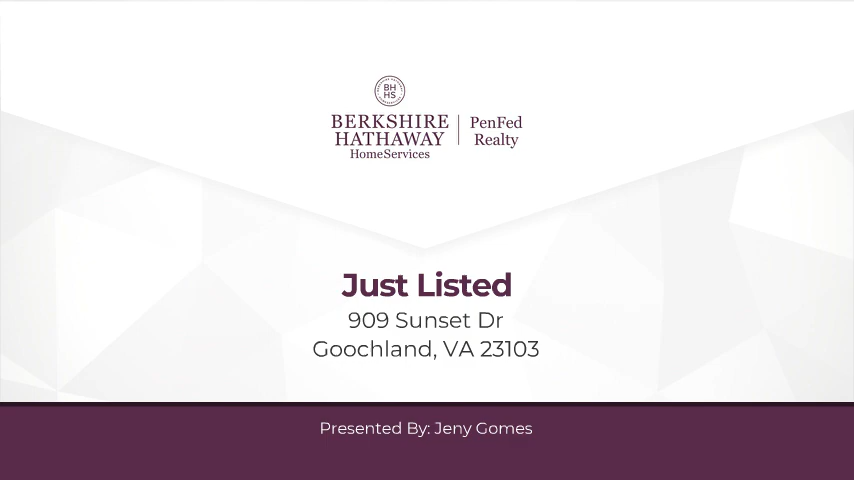 BH
HS
BERKSHIRE
HATHAWAY
HomeServices
PenFed
Realty
Just Listed
909 Sunset Dr
Goochland, VA 23103
Presented By: Jeny Gomes